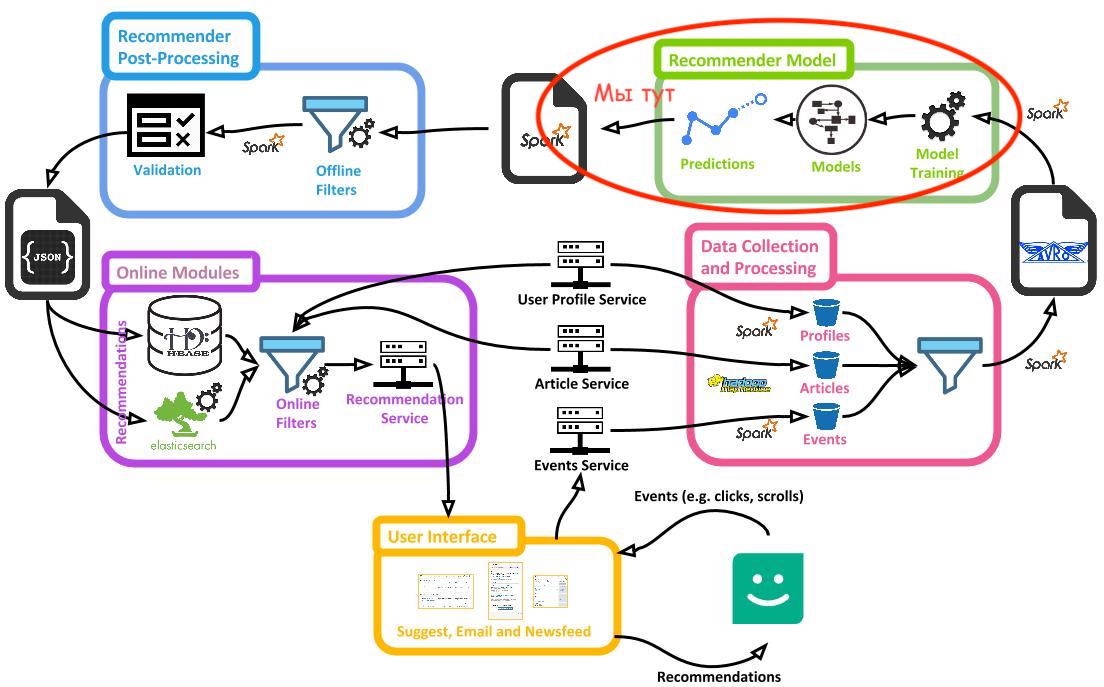 Recommender
Post-Processing
Validation
Spark
Offline
Filters
Spark
Мы тут
Recommender Model
Predictions
Models
Model
Training
Spark
JSON
AVRO
Online Modules
Recommendations
HBASE
elasticsearch
Online
Filters
Recommendation
Service
User Profile Service
Article Service
Events Service
Data Collection
and Processing
Spark
Profiles
hadoop
Articles
Spark
Events
Spark
User Interface
Suggest, Email and Newsfeed
Events (e.g. clicks, scrolls)
Recommendations